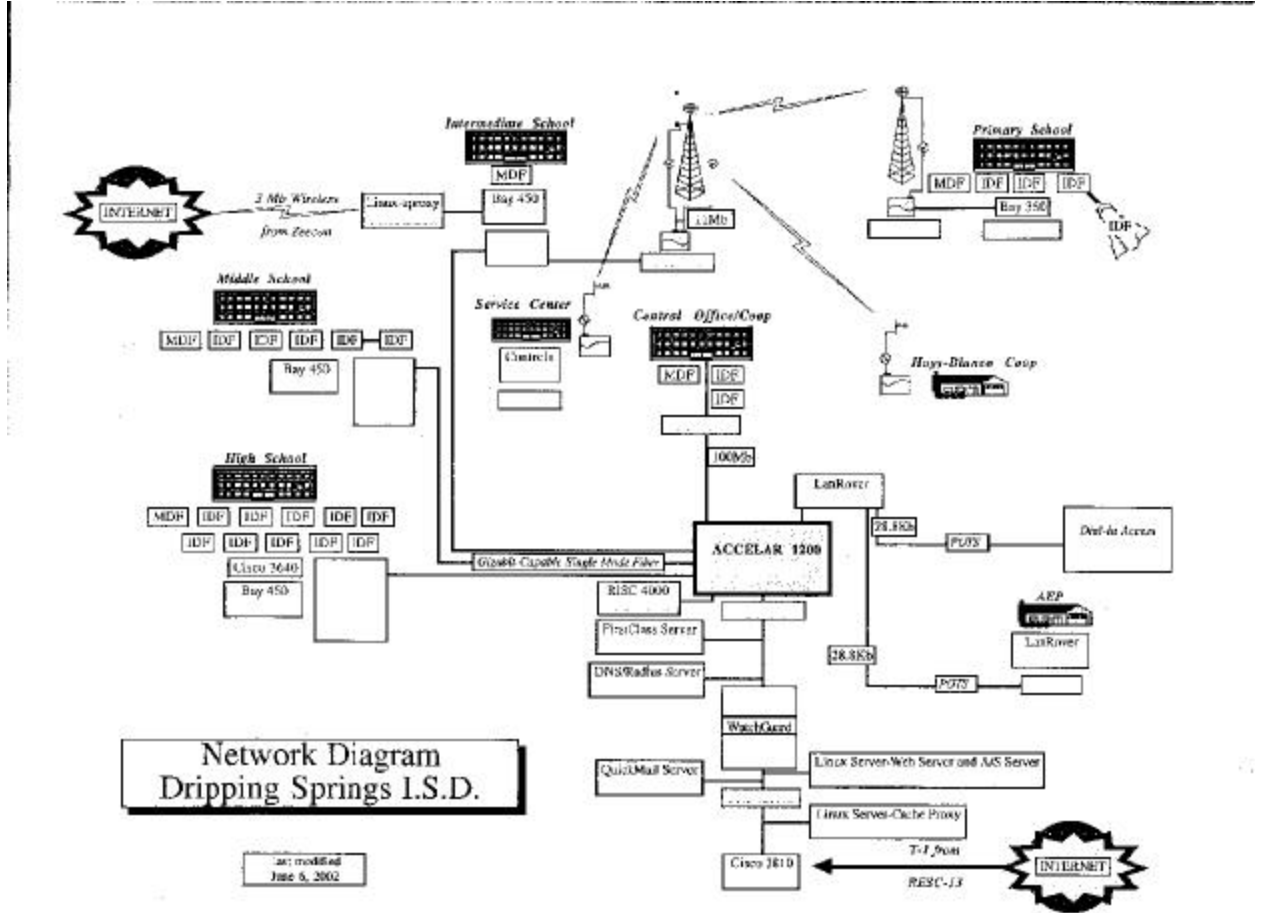 Intermediate School
MDF
Bay 450
INTERNET
3 Mb Wireless
from Zeecon
Linux-sproxy
11Mb
Primary School
MDF IDF IDF IDF
Bay 350
IDF
Middle School
MDF IDF IDF IDF IDF IDF
Bay 450
Service Center
Controls
Central Office/Coop
MDF IDF
IDF
100Mb
Hays-Blanco Coop
High School
MDF IDF IDF IDF IDF IDF
IDF IDF IDF IDF IDF
Cisco 3640
Bay 450
Gigabit Capable Single Mode Fiber
ACCELAR 1200
LanRover
28.8Kb
POTS
Dial-In Access
RISC 4000
FirstClass Server
DNS/Radius Server
28.8Kb
AEP
LanRover
POTS
WatchGuard
QuickMail Server
Linux Server-Web Server and A/S Server
Linux Server-Cache Proxy
Cisco 3810
T-1 from
RESC-13
INTERNET
Network Diagram
Dripping Springs I.S.D.
Last modified
June 6, 2002